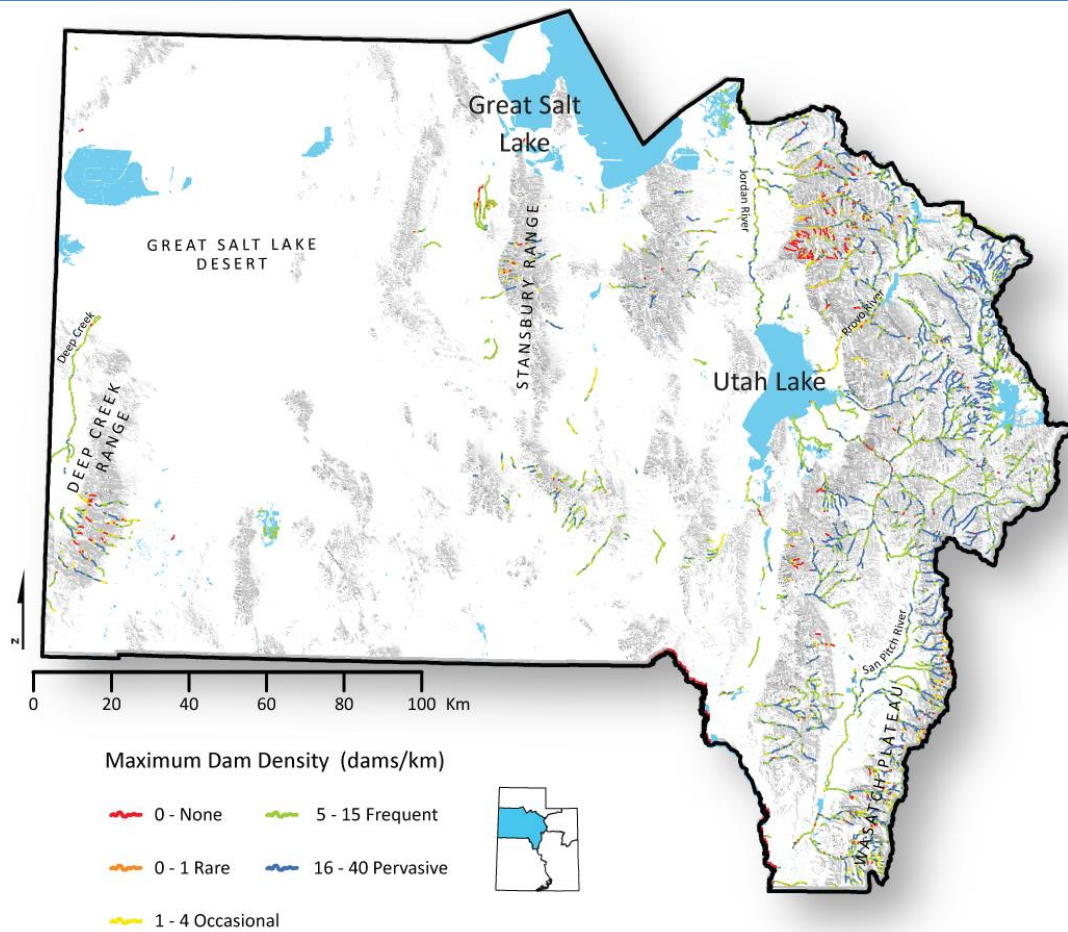 Great Salt
Lake
Jordan River
GREAT SALT LAKE
DESERT
STANSBURY RANGE
Provo River
Deep Creek
Utah Lake
DEEP CREEK
RANGE
San Pitch River
WASATCH PLATEAU
N
0 20 40 60 80 100 Km
Maximum Dam Density (dams/km)
0 - None
5 - 15 Frequent
0 - 1 Rare
16 - 40 Pervasive
1 - 4 Occasional